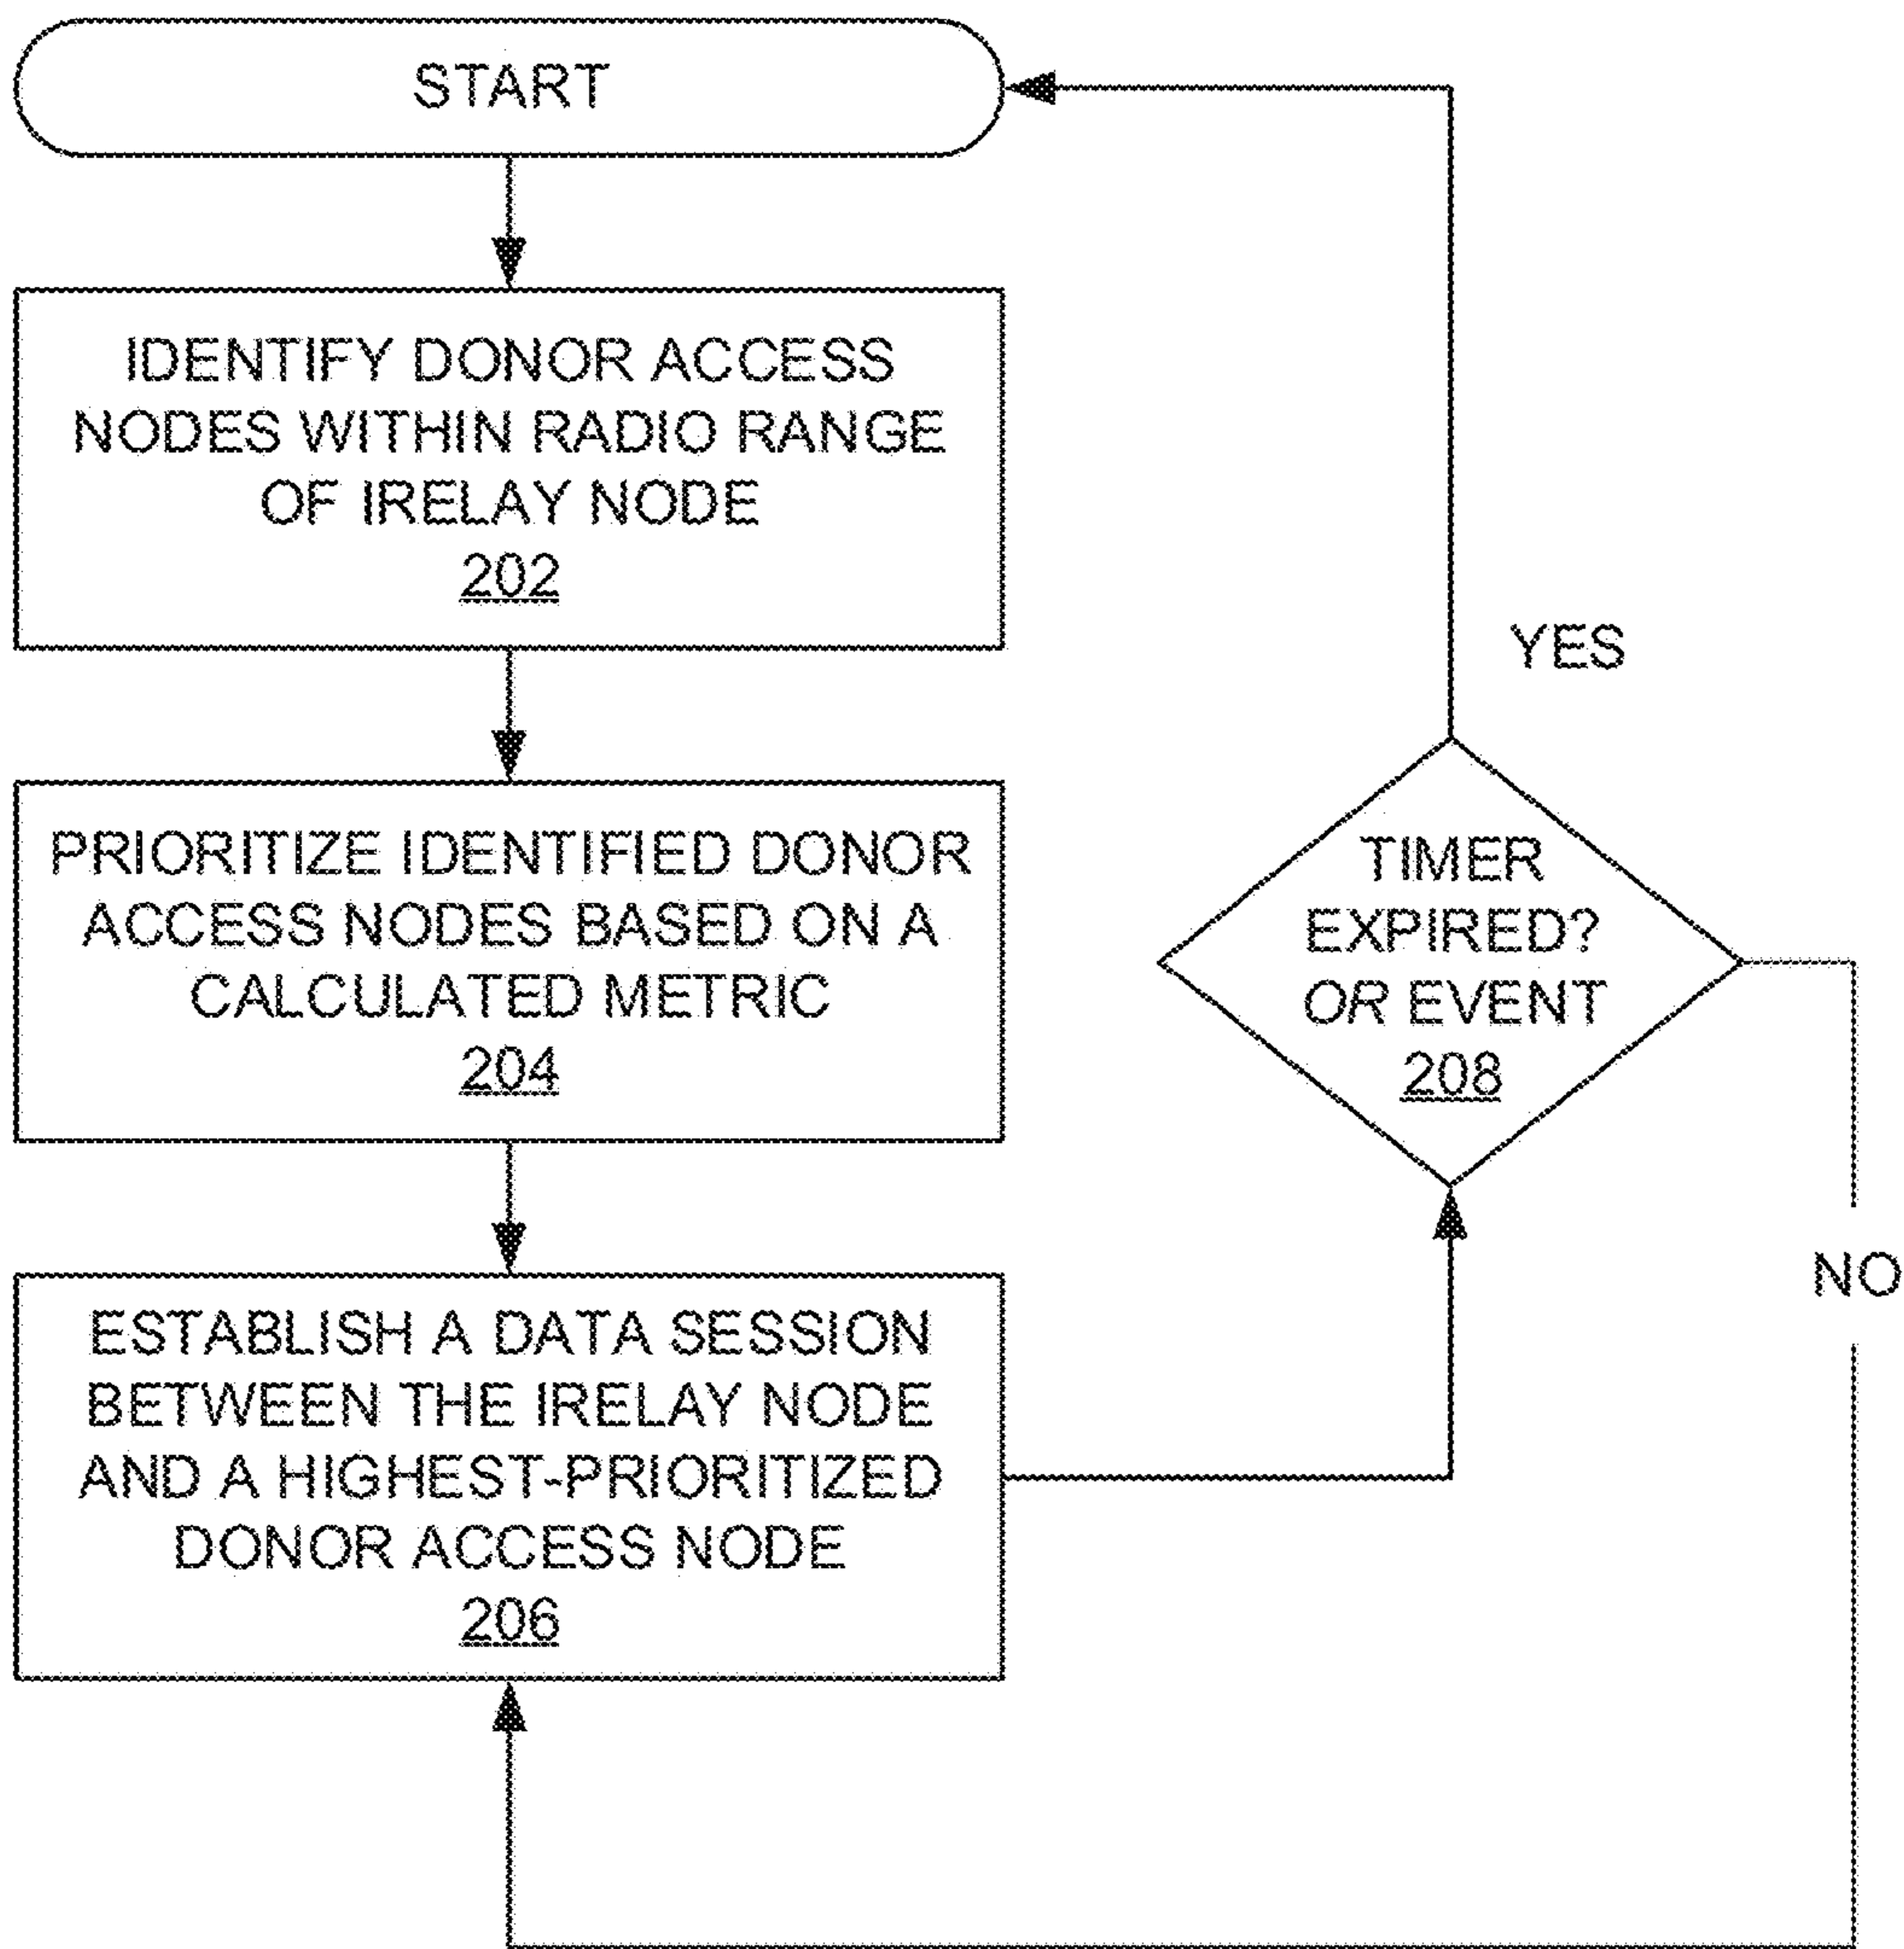 START
IDENTIFY DONOR ACCESS
NODES WITHIN RADIO RANGE
OF IRELAY NODE
202
PRIORITIZE IDENTIFIED DONOR
ACCESS NODES BASED ON A
CALCULATED METRIC
204
ESTABLISH A DATA SESSION
BETWEEN THE IRELAY NODE
AND A HIGHEST-PRIORITIZED
DONOR ACCESS NODE
206
YES
TIMER
EXPIRED?
OR EVENT
208
NO